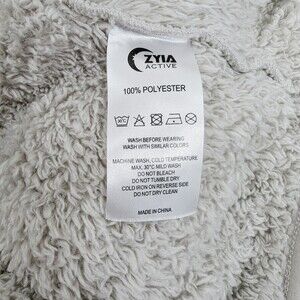 ZYIA
ACTIVE
100% POLYESTER
30°C
WASH BEFORE WEARING
WASH WITH SIMILAR COLORS
MACHINE WASH, COLD TEMPERATURE
MAX. 30°C MILD WASH
DO NOT BLEACH
DO NOT TUMBLE DRY
COLD IRON ON REVERSE SIDE
DO NOT DRY CLEAN
MADE IN CHINA